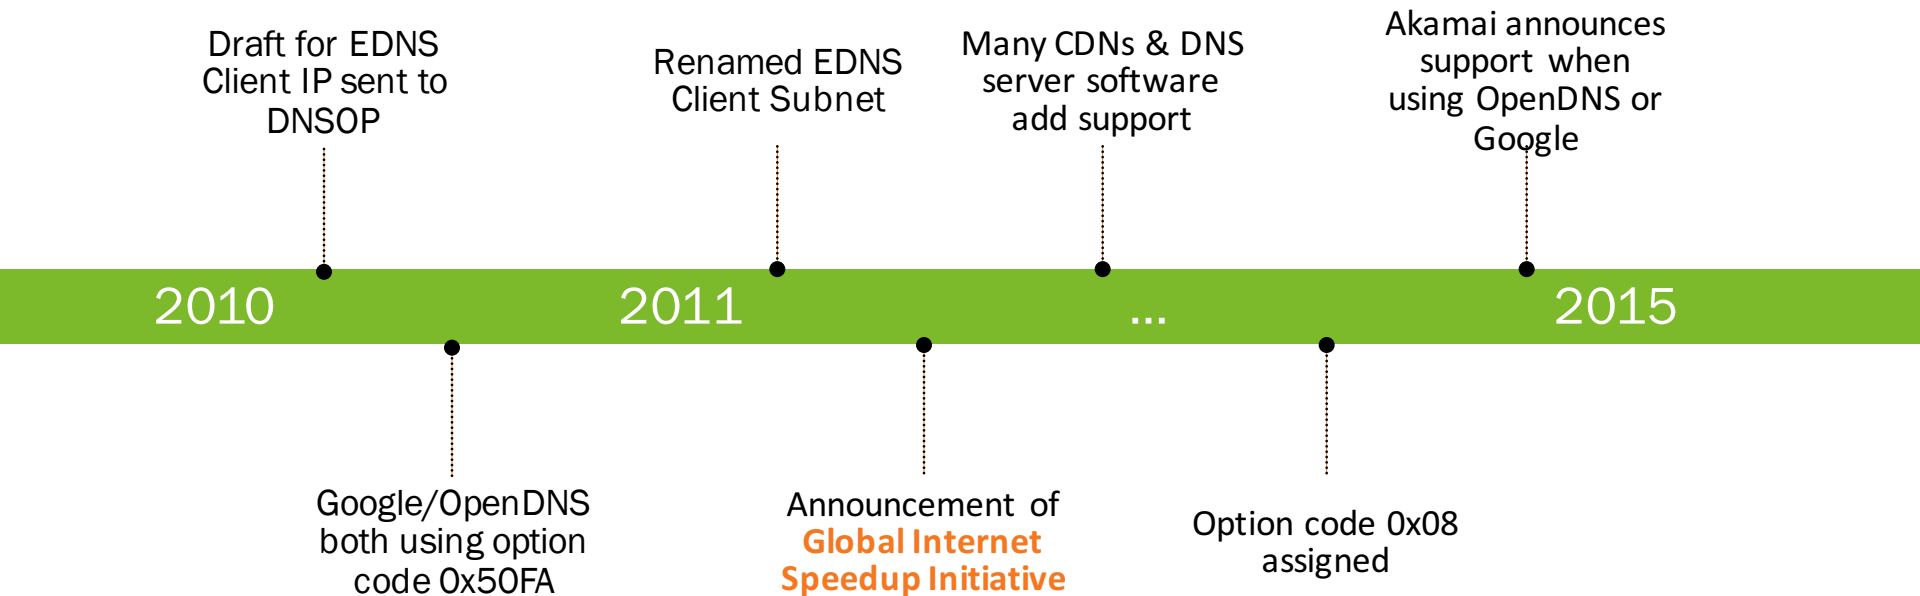 Draft for EDNS
Client IP sent to
DNSOP
Renamed EDNS
Client Subnet
Many CDNs & DNS
server software
add support
Akamai announces
support when
using OpenDNS or
Google
2010
2011
...
2015
Google/OpenDNS
both using option
code 0x50FA
Announcement of
Global Internet
Speedup Initiative
Option code 0x08
assigned